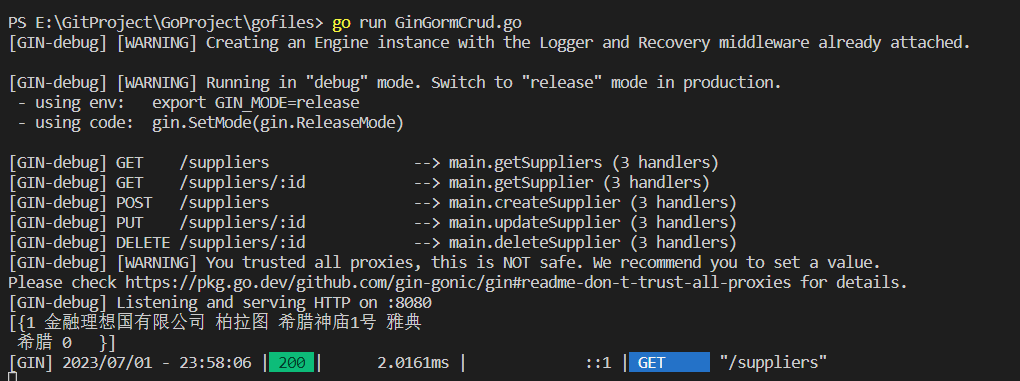 PS E:\GitProject\GoProject\gofiles> go run GinGormCrud.go
[GIN-debug] [WARNING] Creating an Engine instance with the Logger and Recovery middleware already attached.
[GIN-debug] [WARNING] Running in "debug" mode. Switch to "release" mode in production.
 - using env:   export GIN_MODE=release
 - using code:  gin.SetMode(gin.ReleaseMode)
[GIN-debug] GET    /suppliers                --> main.getSuppliers (3 handlers)
[GIN-debug] GET    /suppliers/:id            --> main.getSupplier (3 handlers)
[GIN-debug] POST   /suppliers                --> main.createSupplier (3 handlers)
[GIN-debug] PUT    /suppliers/:id            --> main.updateSupplier (3 handlers)
[GIN-debug] DELETE /suppliers/:id            --> main.deleteSupplier (3 handlers)
[GIN-debug] [WARNING] You trusted all proxies, this is NOT safe. We recommend you to set a value.
Please check https://pkg.go.dev/github.com/gin-gonic/gin#readme-don-t-trust-all-proxies for details.
[GIN-debug] Listening and serving HTTP on :8080
[{1 金融理想国有限公司 柏拉图 希腊神庙1号 雅典
 希腊 0   }]
[GIN] 2023/07/01 - 23:58:06 | 200 |      2.0161ms |             ::1 | GET      "/suppliers"